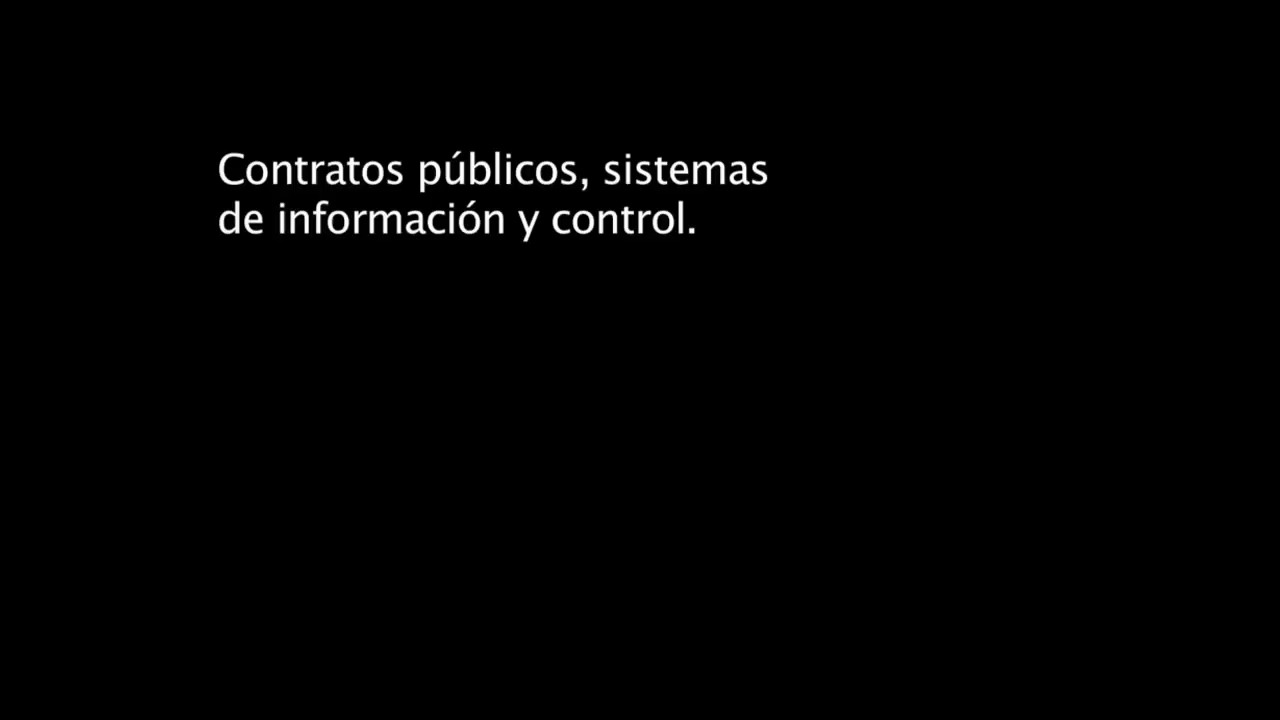 Contratos públicos, sistemas
de información y control.